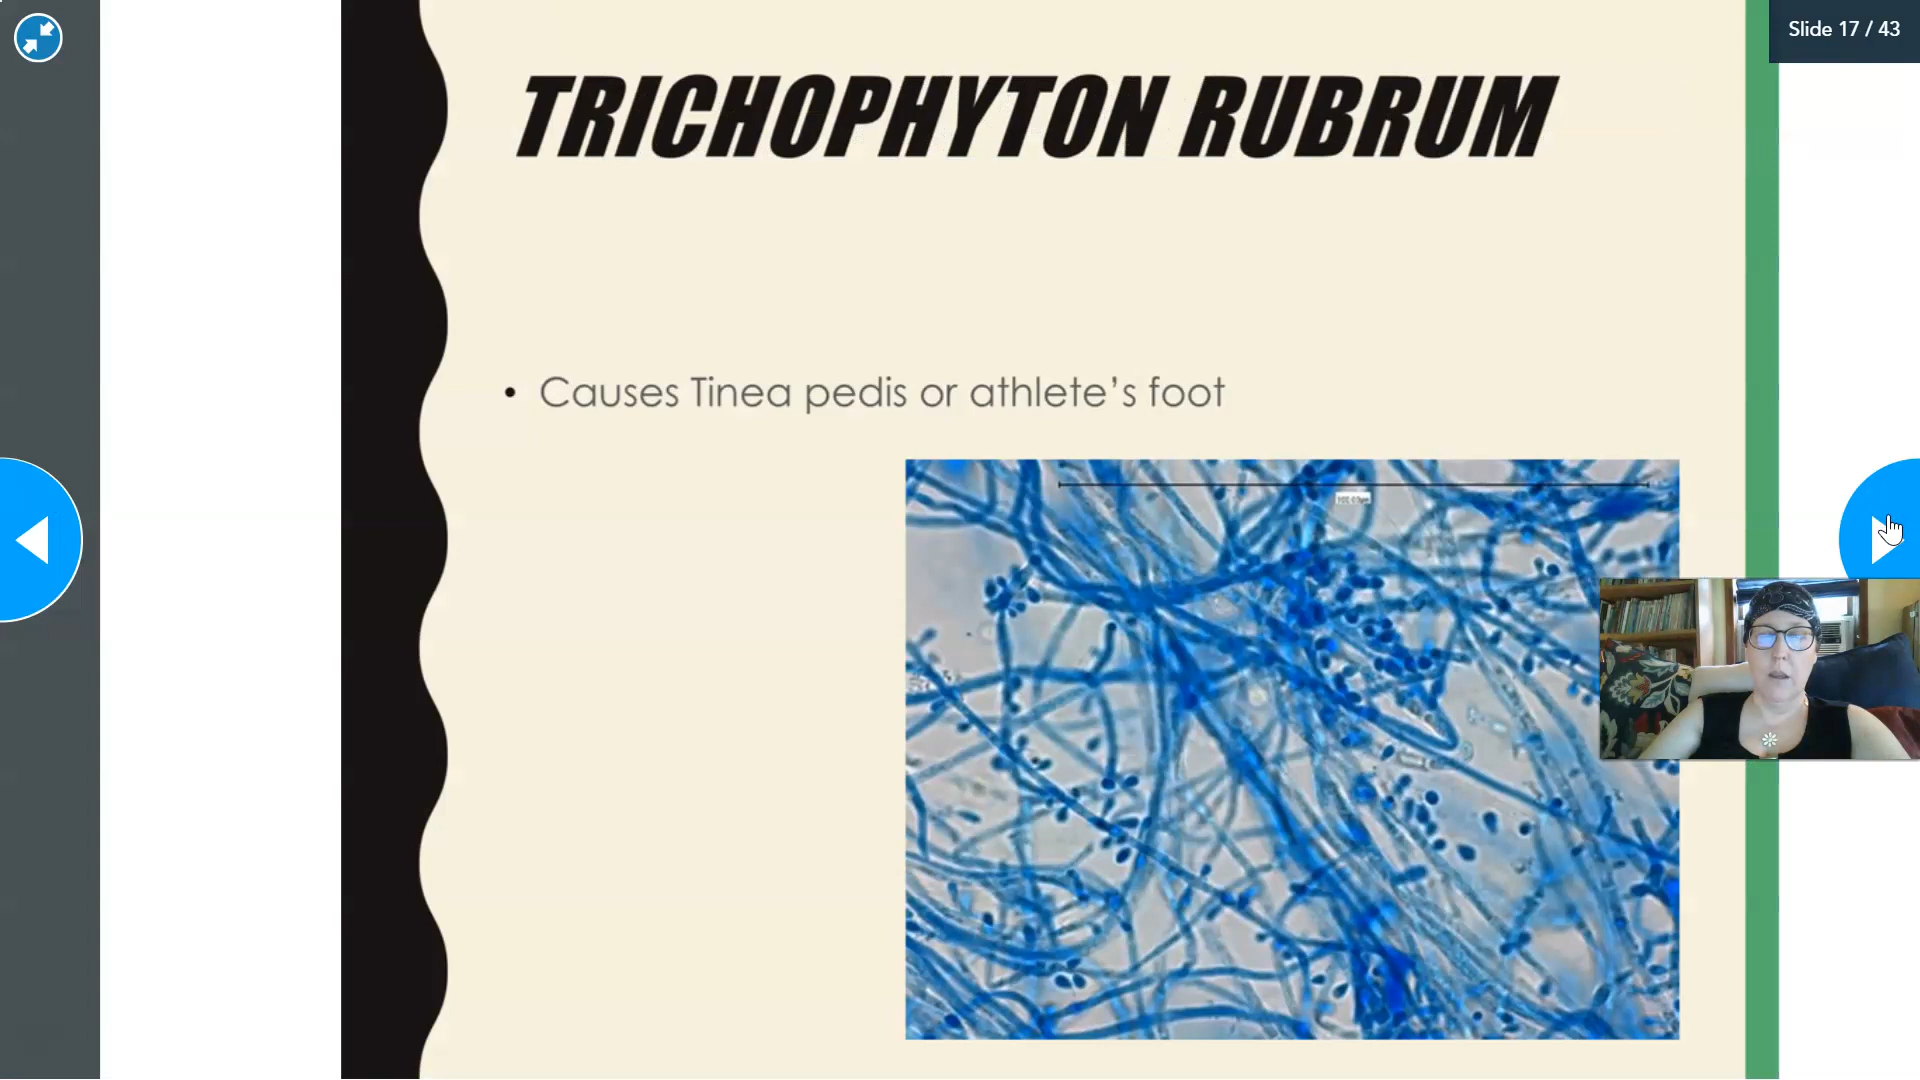 Slide 17 / 43
TRICHOPHYTON RUBRUM
• Causes Tinea pedis or athlete’s foot